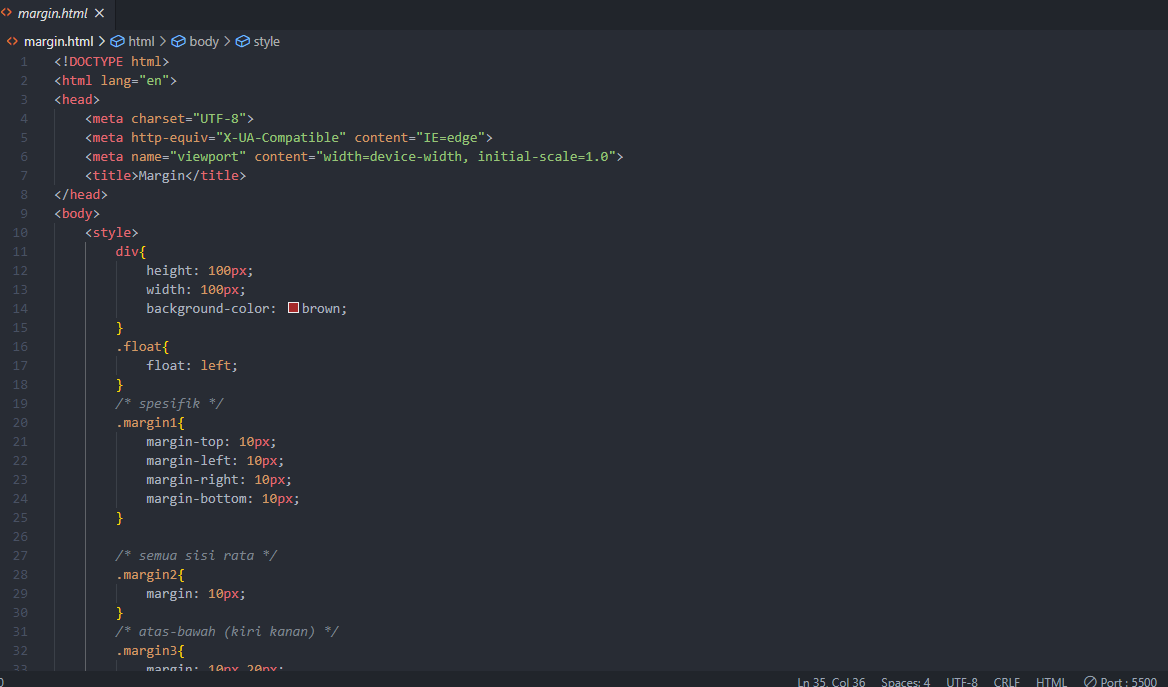 margin.html
margin.html > html > body > style
1 <!DOCTYPE html>
2 <html lang="en">
3 <head>
4 <meta charset="UTF-8">
5 <meta http-equiv="X-UA-Compatible" content="IE=edge">
6 <meta name="viewport" content="width=device-width, initial-scale=1.0">
7 <title>Margin</title>
8 </head>
9 <body>
10 <style>
11 div{
12 height: 100px;
13 width: 100px;
14 background-color: brown;
15 }
16 .float{
17 float: left;
18 }
19 /* spesifik */
20 .margin1{
21 margin-top: 10px;
22 margin-left: 10px;
23 margin-right: 10px;
24 margin-bottom: 10px;
25 }
26
27 /* semua sisi rata */
28 .margin2{
29 margin: 10px;
30 }
31 /* atas-bawah (kiri kanan) */
32 .margin3{
33 margin: 10px 20px;
Ln 35, Col 36 Spaces: 4 UTF-8 CRLF HTML Port : 5500